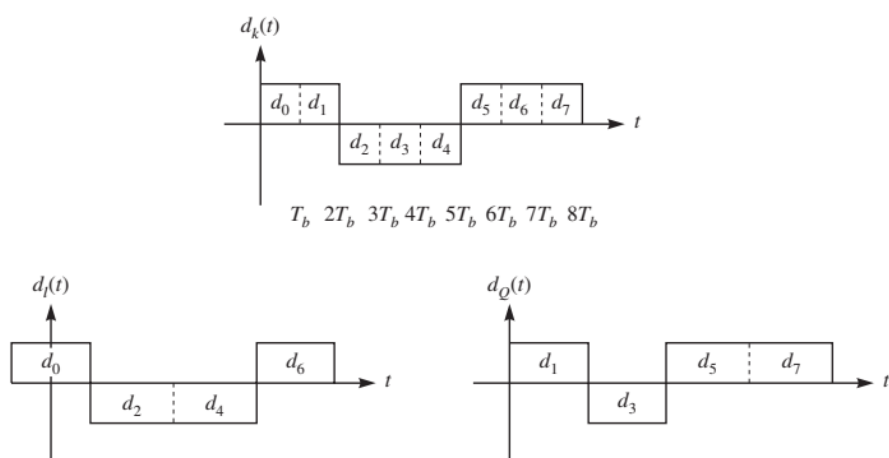 d_k(t)
d_0 d_1 d_5 d_6 d_7 t
d_2 d_3 d_4
T_b 2T_b 3T_b 4T_b 5T_b 6T_b 7T_b 8T_b
d_I(t) d_Q(t)
d_0 d_6 t d_1 d_5 d_7 t
d_2 d_4 d_3